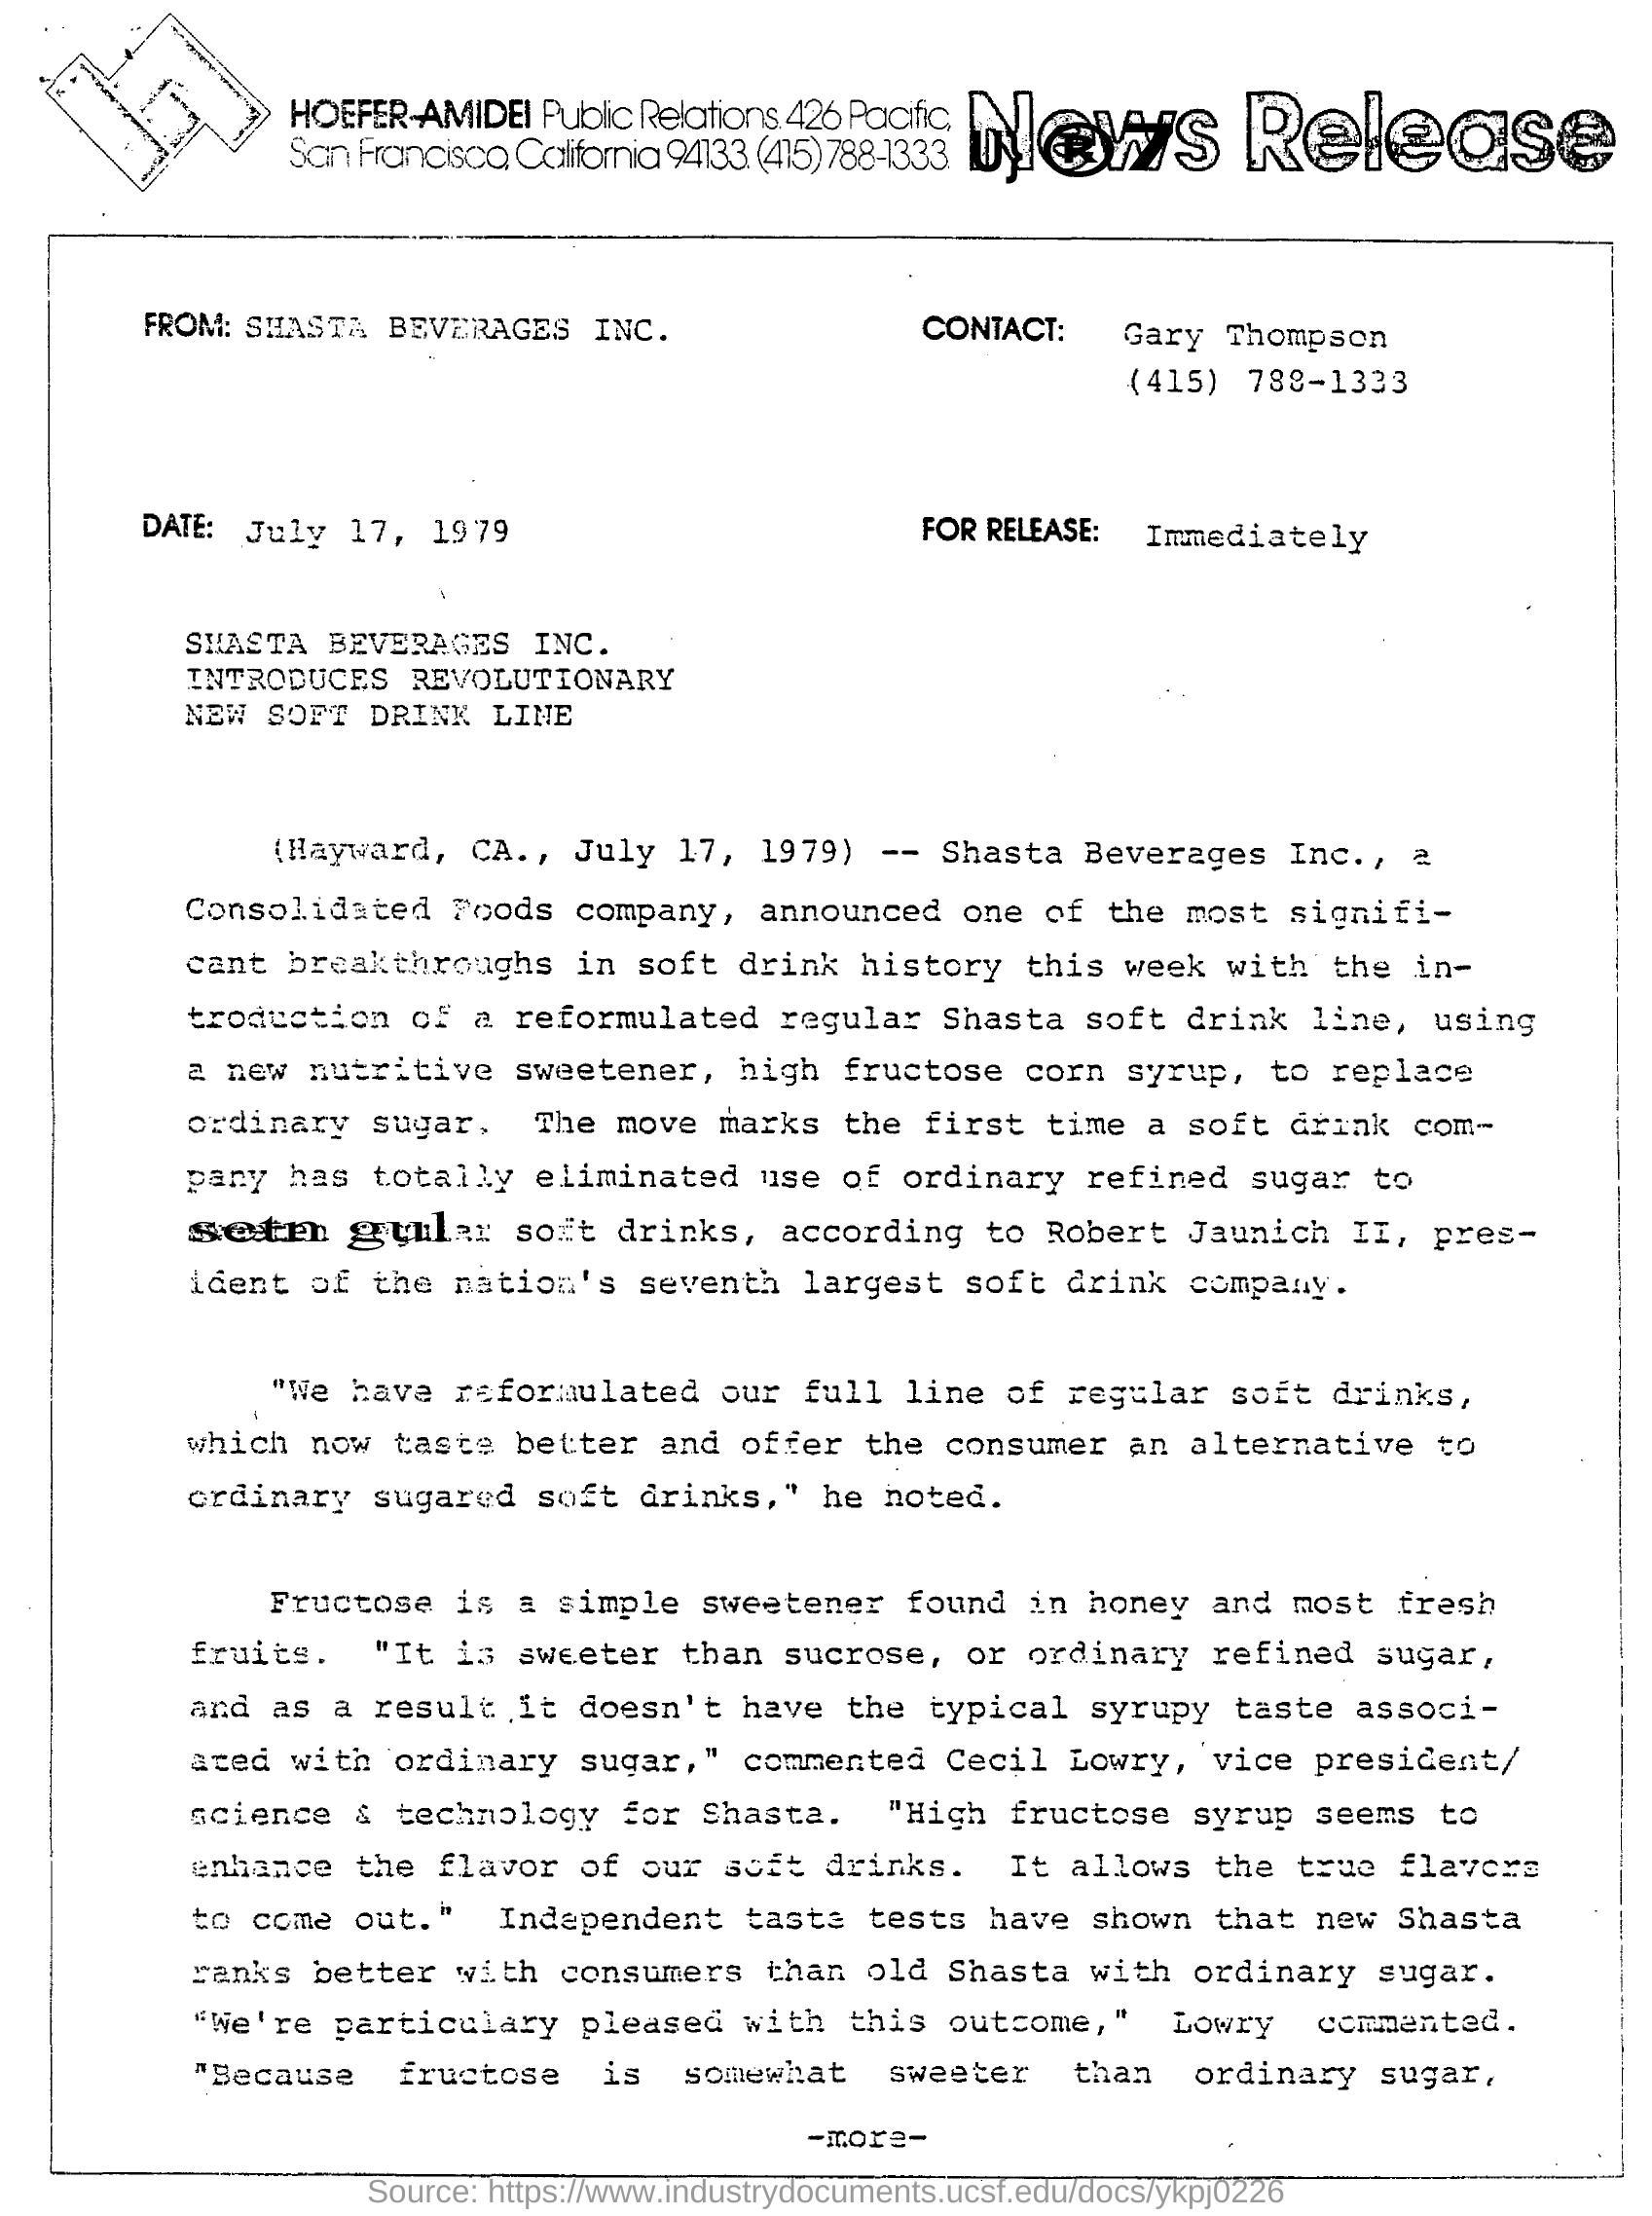 HOEFER-AMIDEI Public Relations. 426 Pacific,
San Francisco, California 94133. (415) 788-1333.
News Release
FROM: SHASTA BEVERAGES INC.
CONTACT: Gary Thompson
(415) 788-1333
DATE: July 17, 1979
FOR RELEASE: Immediately
SHASTA BEVERAGES INC.
INTRODUCES REVOLUTIONARY
NEW SOFT DRINK LINE
(Hayward, CA., July 17, 1979) -- Shasta Beverages Inc., a
Consolidated Foods company, announced one of the most signifi-
cant breakthroughs in soft drink history this week with the in-
troduction of a reformulated regular Shasta soft drink line, using
a new nutritive sweetener, high fructose corn syrup, to replace
ordinary sugar. The move marks the first time a soft drink com-
pany has totally eliminated use of ordinary refined sugar to
soft drinks, according to Robert Jaunich II, pres-
ident of the nation's seventh largest soft drink company.
"We have reformulated our full line of regular soft drinks,
which now taste better and offer the consumer an alternative to
ordinary sugared soft drinks," he noted.
Fructose is a simple sweetener found in honey and most fresh
fruits. "It is sweeter than sucrose, or ordinary refined sugar,
and as a result it doesn't have the typical syrupy taste associ-
ated with ordinary sugar," commented Cecil Lowry, vice president/
science & technology for Shasta. "High fructose syrup seems to
enhance the flavor of our soft drinks. It allows the true flavors
to come out." Independent taste tests have shown that new Shasta
ranks better with consumers than old Shasta with ordinary sugar.
"We're particulary pleased with this outcome," Lowry commented.
"Because fructose is somewhat sweeter than ordinary sugar,
-more-
Source: https://www.industrydocuments.ucsf.edu/docs/ykpj0226